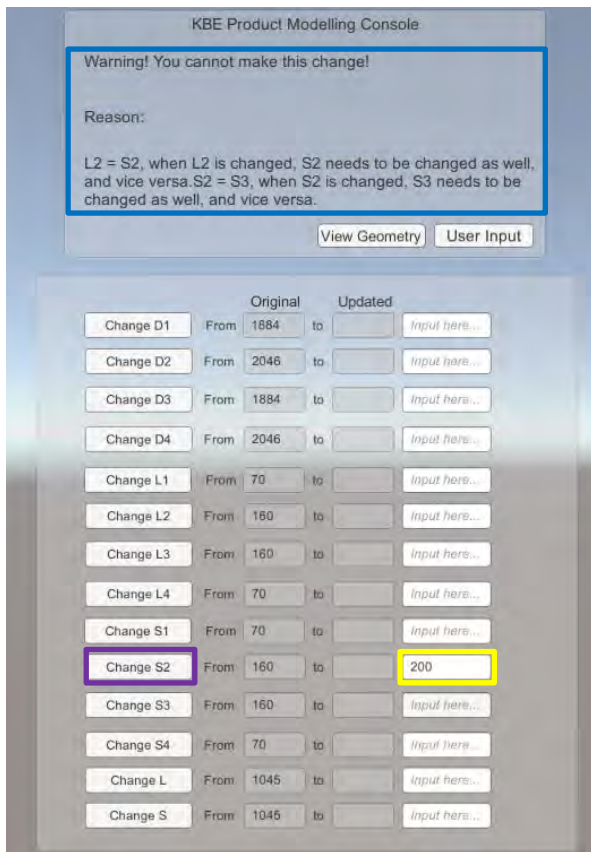 KBE Product Modelling Console
Warning! You cannot make this change!
Reason:
L2 = S2, when L2 is changed, S2 needs to be changed as well,
and vice versa.S2 = S3, when S2 is changed, S3 needs to be
changed as well, and vice versa.
View Geometry User Input
Original Updated
Change D1 From 1884 to Input here...
Change D2 From 2046 to Input here...
Change D3 From 1884 to Input here...
Change D4 From 2046 to Input here...
Change L1 From 70 to Input here...
Change L2 From 160 to Input here...
Change L3 From 160 to Input here...
Change L4 From 70 to Input here...
Change S1 From 70 to Input here...
Change S2 From 160 to 200
Change S3 From 160 to Input here...
Change S4 From 70 to Input here...
Change L From 1045 to Input here...
Change S From 1045 to Input here...